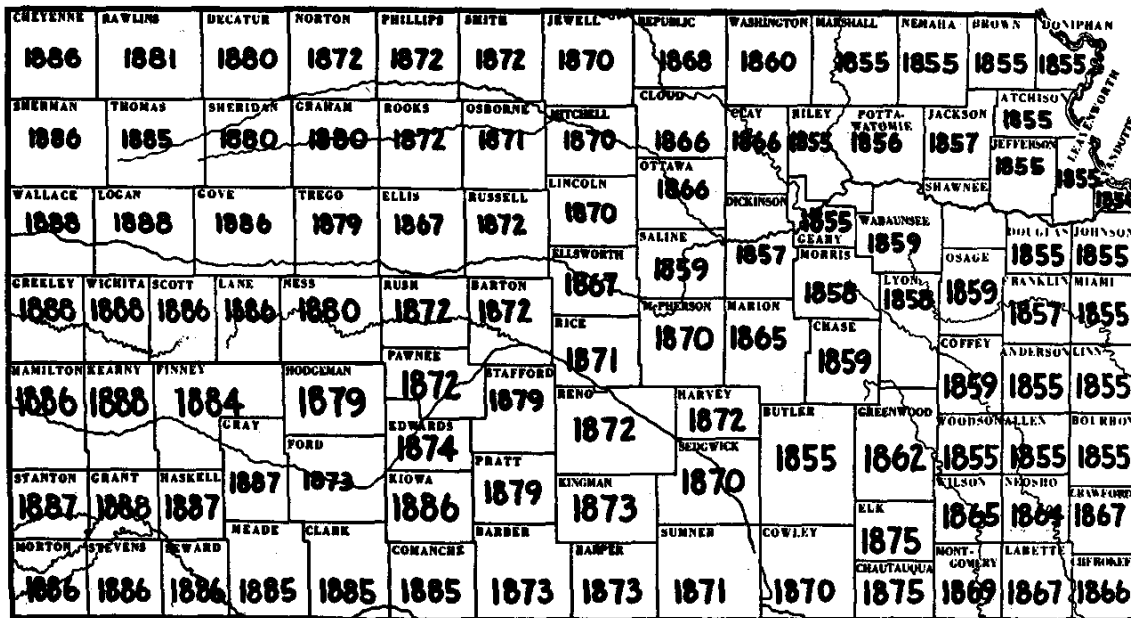 CHEYENNE RAWLINS DECATUR NORTON PHILLIPS SMITH JEWELL REPUBLIC WASHINGTON MARSHALL NEMAHA BROWN DONIPHAN
1886 1881 1880 1872 1872 1872 1870 1868 1860 1855 1855 1855 1855
SHERMAN THOMAS SHERIDAN GRAHAM ROOKS OSBORNE MITCHELL CLOUD CLAY RILEY POTTA-
WATOMIE JACKSON ATCHISON LEAVENWORTH
1886 1885 1880 1880 1872 1871 1870 1866 1866 1855 1856 1857 1855
JEFFERSON
1855 1855
OTTAWA
1866
WALLACE LOGAN GOVE TREGO ELLIS RUSSELL LINCOLN DICKINSON SHAWNEE
1888 1888 1886 1879 1867 1872 1870 1857 1855
GEARY
WABAUNSEE
1859
SALINE
1859
DOUGLAS JOHNSON
1855 1855
ELLSWORTH
1867
MORRIS
1858
LYON
1858
OSAGE
1859
FRANKLIN MIAMI
1857 1855
GREELEY WICHITA SCOTT LANE NESS RUSH BARTON
1888 1888 1886 1886 1880 1872 1872
RICE
1871
McPHERSON MARION
1870 1865
CHASE
1859
COFFEY
1859
ANDERSON LINN
1855 1855
HAMILTON KEARNY FINNEY HODGEMAN PAWNEE STAFFORD
1886 1888 1884 1879 1872 1879
RENO
1872
HARVEY
1872
BUTLER
1855
GREENWOOD
1862
WOODSON ALLEN BOURBON
1855 1855 1855
GRAY
1887
FORD
1873
EDWARDS
1874
SEDGWICK
1870
PRATT
1879
STANTON GRANT HASKELL KIOWA KINGMAN
1887 1888 1887 1886 1873
WILSON NEOSHO CRAWFORD
1865 1864 1867
ELK
1875
MORTON STEVENS SEWARD MEADE CLARK COMANCHE BARBER HARPER SUMNER COWLEY CHAUTAUQUA MONT-
GOMERY LABETTE CHEROKEE
1886 1886 1886 1885 1885 1885 1873 1873 1871 1870 1875 1869 1867 1866